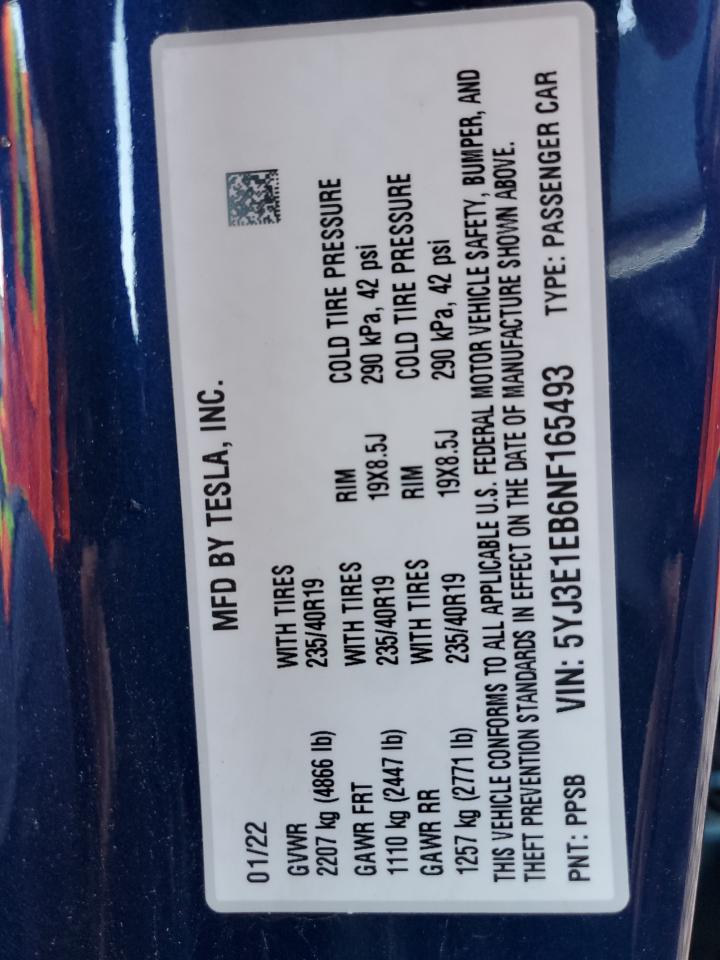 MFD BY TESLA, INC.
01/22
GVWR WITH TIRES
2207 kg (4866 lb) 235/40R19
GAWR FRT WITH TIRES RIM COLD TIRE PRESSURE
1110 kg (2447 lb) 235/40R19 19X8.5J 290 kPa, 42 psi
GAWR RR WITH TIRES RIM COLD TIRE PRESSURE
1257 kg (2771 lb) 235/40R19 19X8.5J 290 kPa, 42 psi
THIS VEHICLE CONFORMS TO ALL APPLICABLE U.S. FEDERAL MOTOR VEHICLE SAFETY, BUMPER, AND
THEFT PREVENTION STANDARDS IN EFFECT ON THE DATE OF MANUFACTURE SHOWN ABOVE.
PNT: PPSB VIN: 5YJ3E1EB6NF165493 TYPE: PASSENGER CAR